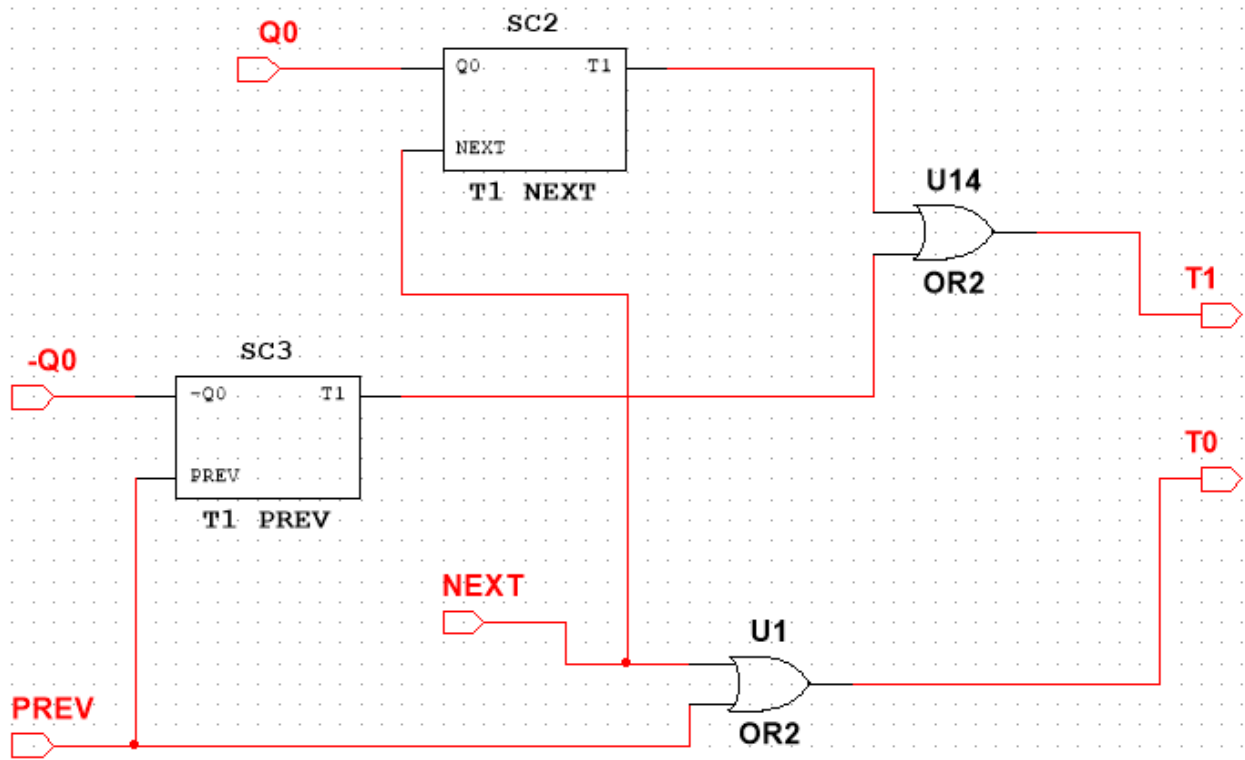 SC2
Q0
Q0 T1
NEXT
T1 NEXT
U14
OR2
T1
SC3
-Q0
¬Q0 T1
PREV
T1 PREV
T0
NEXT
U1
PREV
OR2